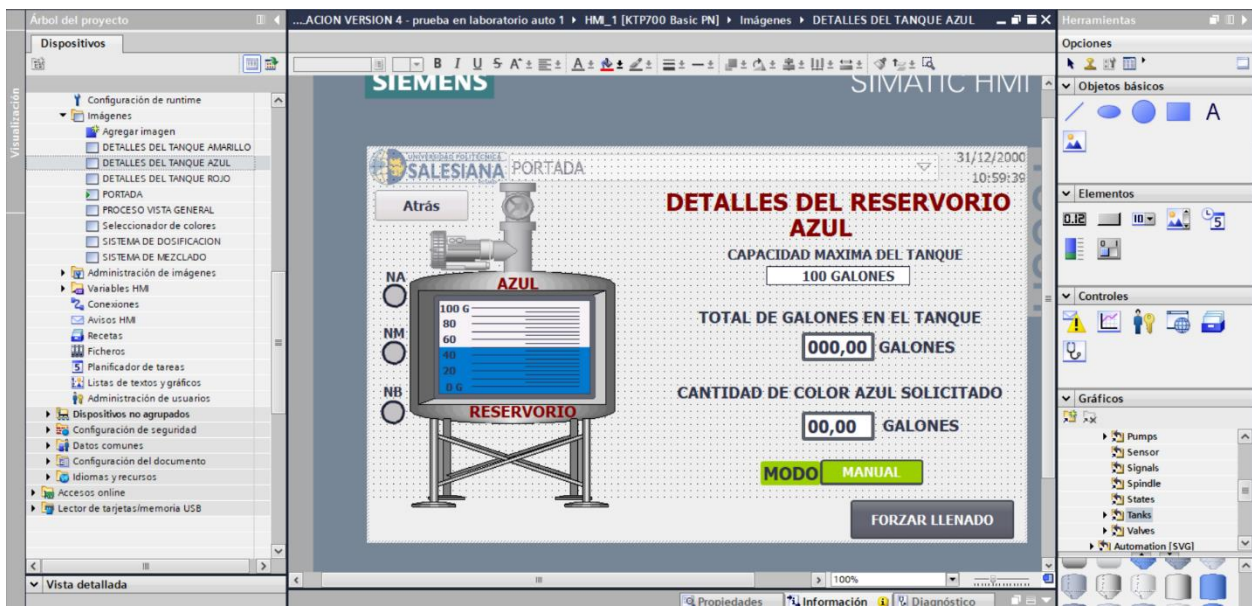 Árbol del proyecto
...ACION VERSION 4 - prueba en laboratorio auto 1 ▸ HMI_1 [KTP700 Basic PN] ▸ Imágenes ▸ DETALLES DEL TANQUE AZUL
Herramientas
Dispositivos
Opciones
Visualización
Configuración de runtime
Imágenes
Agregar imagen
DETALLES DEL TANQUE AMARILLO
DETALLES DEL TANQUE AZUL
DETALLES DEL TANQUE ROJO
PORTADA
PROCESO VISTA GENERAL
Seleccionador de colores
SISTEMA DE DOSIFICACION
SISTEMA DE MEZCLADO
Administración de imágenes
Variables HMI
Conexiones
Avisos HMI
Recetas
Ficheros
Planificador de tareas
Listas de textos y gráficos
Administración de usuarios
Dispositivos no agrupados
Configuración de seguridad
Datos comunes
Configuración del documento
Idiomas y recursos
Accesos online
Lector de tarjetas/memoria USB
Vista detallada
B I U S A A
SIEMENS
SIMATIC HMI
UNIVERSIDAD POLITÉCNICA
SALESIANA
PORTADA
31/12/2000
10:59:39
Atrás
DETALLES DEL RESERVORIO
AZUL
CAPACIDAD MAXIMA DEL TANQUE
100 GALONES
TOTAL DE GALONES EN EL TANQUE
000,00 GALONES
CANTIDAD DE COLOR AZUL SOLICITADO
00,00 GALONES
MODO MANUAL
FORZAR LLENADO
NA
NM
NB
AZUL
100 G
80
60
40
20
0 G
RESERVORIO
100%
Propiedades
Información
Diagnóstico
Objetos básicos
A
Elementos
0.12
10
5
Controles
Gráficos
Pumps
Sensor
Signals
Spindle
States
Tanks
Valves
Automation [SVG]